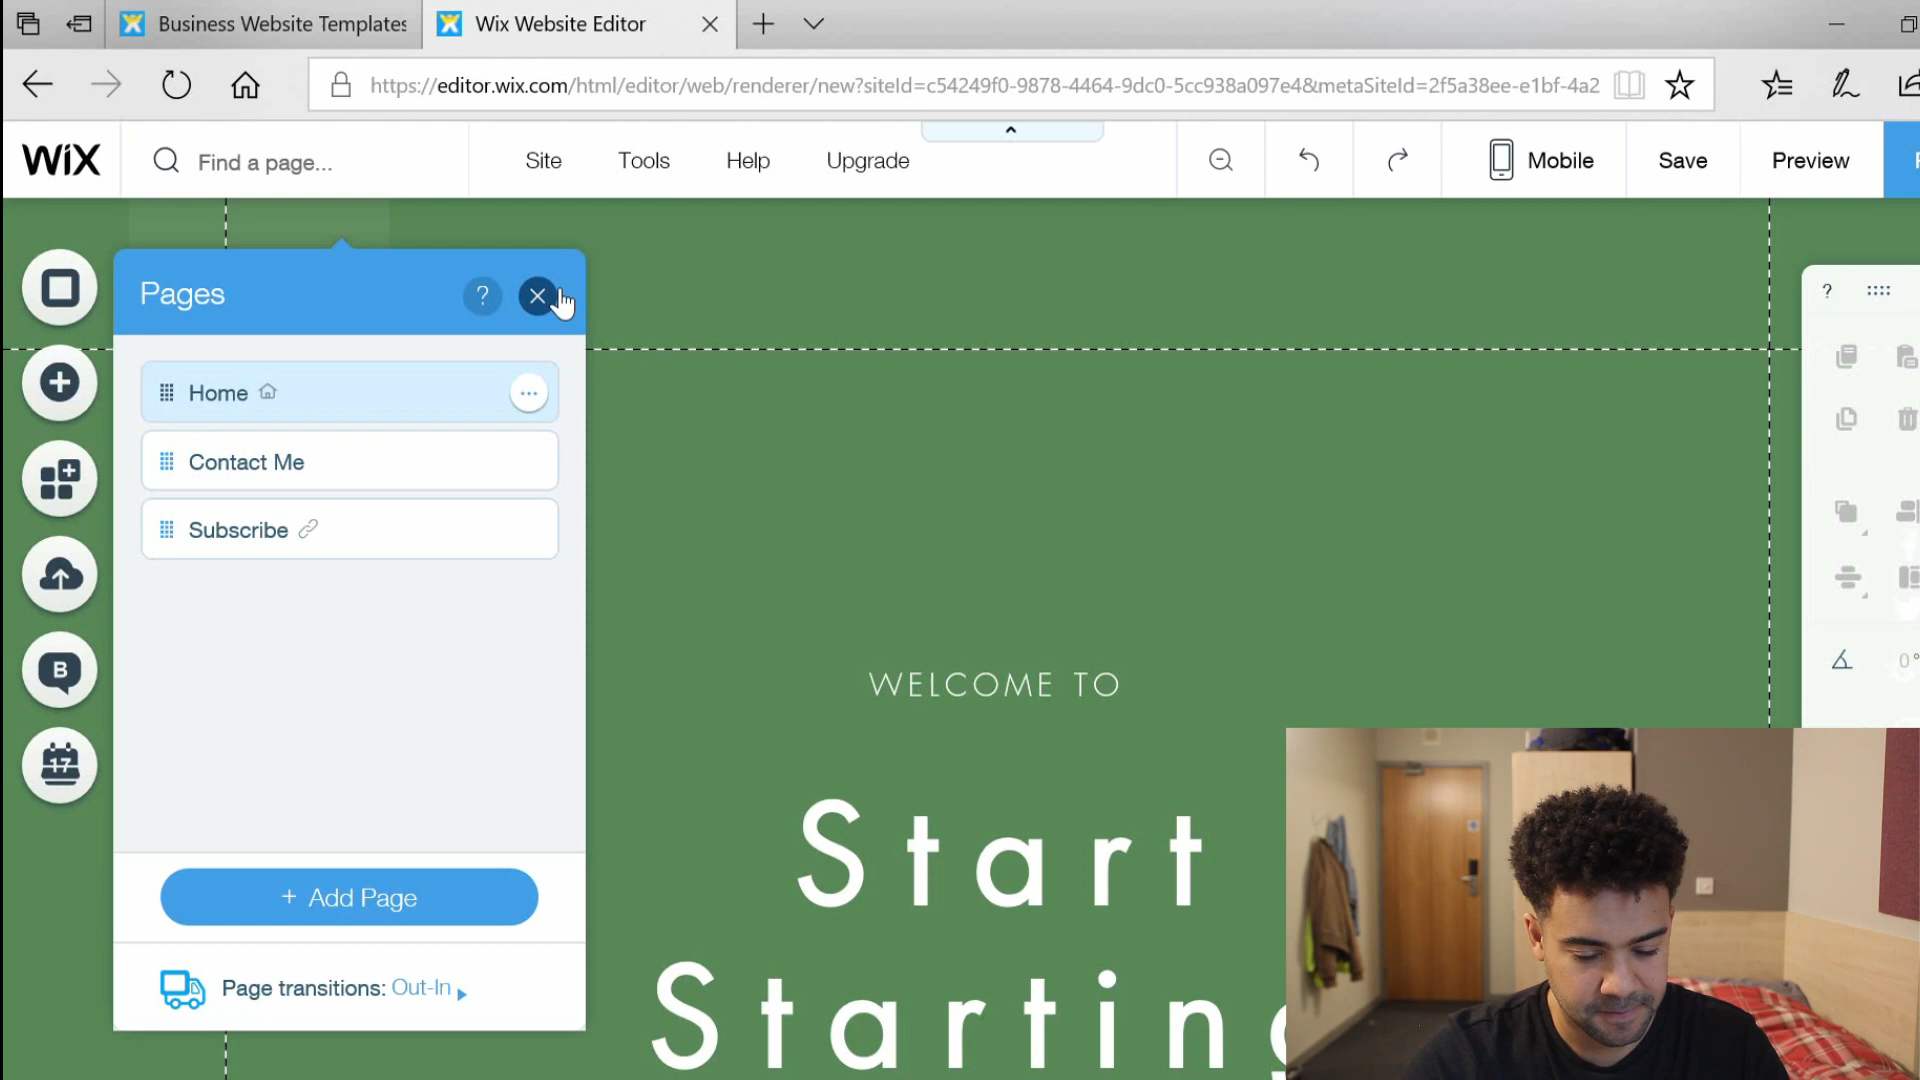 Business Website Templates
Wix Website Editor
https://editor.wix.com/html/editor/web/renderer/new?siteId=c54249f0-9878-4464-9dc0-5cc938a097e4&metaSiteId=2f5a38ee-e1bf-4a2
WiX
Find a page...
Site
Tools
Help
Upgrade
Mobile
Save
Preview
Pages
?
?
Home
Contact Me
Subscribe
B
17
0°
+ Add Page
Page transitions: Out-In
WELCOME TO
Start
Starting